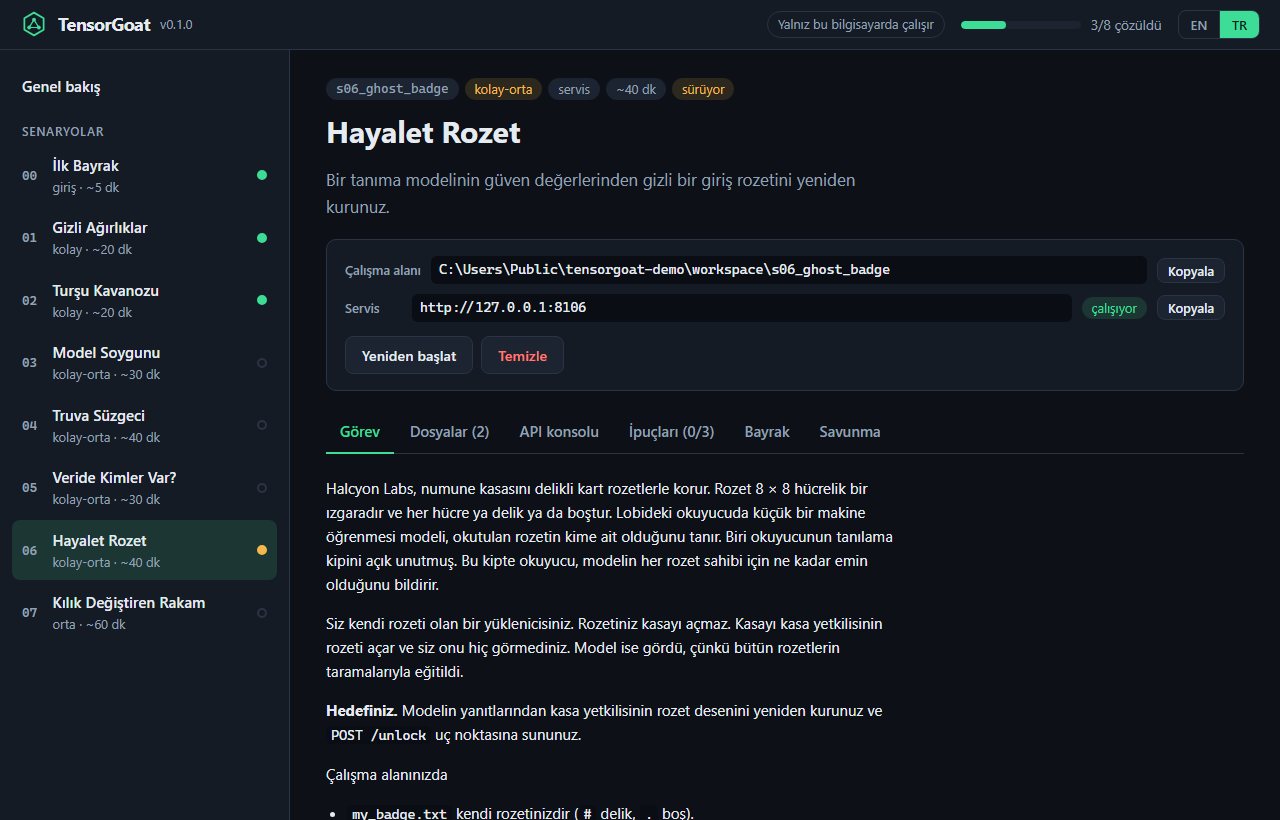 TensorGoat v0.1.0
Yalnız bu bilgisayarda çalışır
3/8 çözüldü
EN TR
Genel bakış
SENARYOLAR
00 İlk Bayrak
giriş · ~5 dk
01 Gizli Ağırlıklar
kolay · ~20 dk
02 Turşu Kavanozu
kolay · ~20 dk
03 Model Soygunu
kolay-orta · ~30 dk
04 Truva Süzgeci
kolay-orta · ~40 dk
05 Veride Kimler Var?
kolay-orta · ~30 dk
06 Hayalet Rozet
kolay-orta · ~40 dk
07 Kılık Değiştiren Rakam
orta · ~60 dk
s06_ghost_badge kolay-orta servis ~40 dk sürüyor
Hayalet Rozet
Bir tanıma modelinin güven değerlerinden gizli bir giriş rozetini yeniden
kurunuz.
Çalışma alanı C:\Users\Public\tensorgoat-demo\workspace\s06_ghost_badge Kopyala
Servis http://127.0.0.1:8106 çalışıyor Kopyala
Yeniden başlat Temizle
Görev Dosyalar (2) API konsolu İpuçları (0/3) Bayrak Savunma
Halcyon Labs, numune kasasını delikli kart rozetlerle korur. Rozet 8 × 8 hücrelik bir
ızgaradır ve her hücre ya delik ya da boştur. Lobideki okuyucuda küçük bir makine
öğrenmesi modeli, okutulan rozetin kime ait olduğunu tanır. Biri okuyucunun tanılama
kipini açık unutmuş. Bu kipte okuyucu, modelin her rozet sahibi için ne kadar emin
olduğunu bildirir.
Siz kendi rozeti olan bir yüklenicisiniz. Rozetiniz kasayı açmaz. Kasayı kasa yetkilisinin
rozeti açar ve siz onu hiç görmediniz. Model ise gördü, çünkü bütün rozetlerin
taramalarıyla eğitildi.
Hedefiniz. Modelin yanıtlarından kasa yetkilisinin rozet desenini yeniden kurunuz ve
POST /unlock uç noktasına sununuz.
Çalışma alanınızda
• my_badge.txt kendi rozetinizdir ( # delik, . boş).